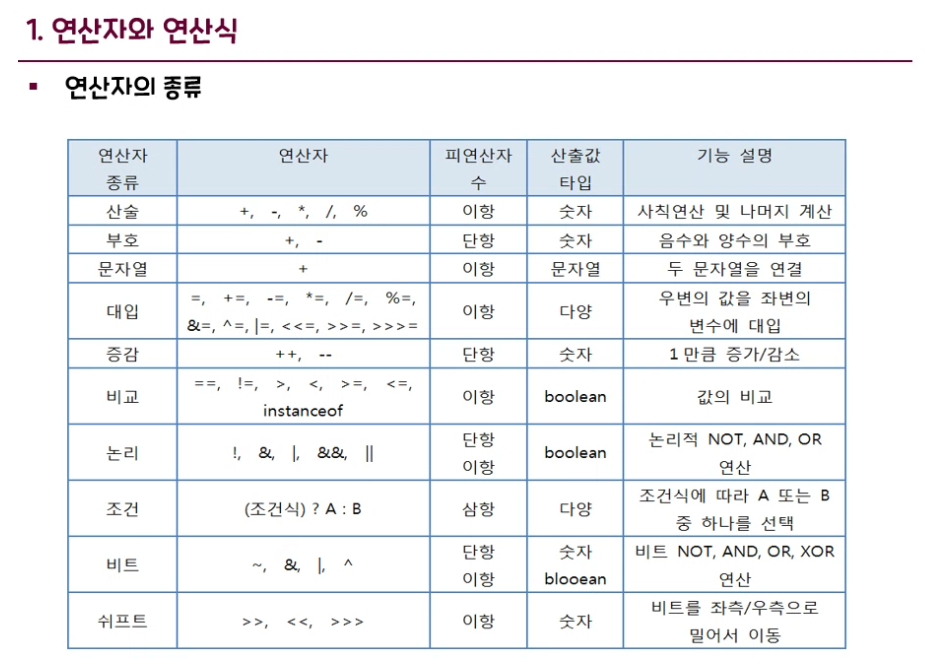 1. 연산자와 연산식
▪ 연산자의 종류
연산자 종류 연산자 피연산자 수 산출값 타입 기능 설명
산술 +, -, *, /, % 이항 숫자 사칙연산 및 나머지 계산
부호 +, - 단항 숫자 음수와 양수의 부호
문자열 + 이항 문자열 두 문자열을 연결
대입 =, +=, -=, *=, /=, %=, &=, ^=, |=, <<=, >>=, >>>= 이항 다양 우변의 값을 좌변의 변수에 대입
증감 ++, -- 단항 숫자 1만큼 증가/감소
비교 ==, !=, >, <, >=, <=, instanceof 이항 boolean 값의 비교
논리 !, &, |, &&, || 단항 이항 boolean 논리적 NOT, AND, OR 연산
조건 (조건식) ? A : B 삼항 다양 조건식에 따라 A 또는 B 중 하나를 선택
비트 ~, &, |, ^ 단항 이항 숫자 blooean 비트 NOT, AND, OR, XOR 연산
쉬프트 >>, <<, >>> 이항 숫자 비트를 좌측/우측으로 밀어서 이동